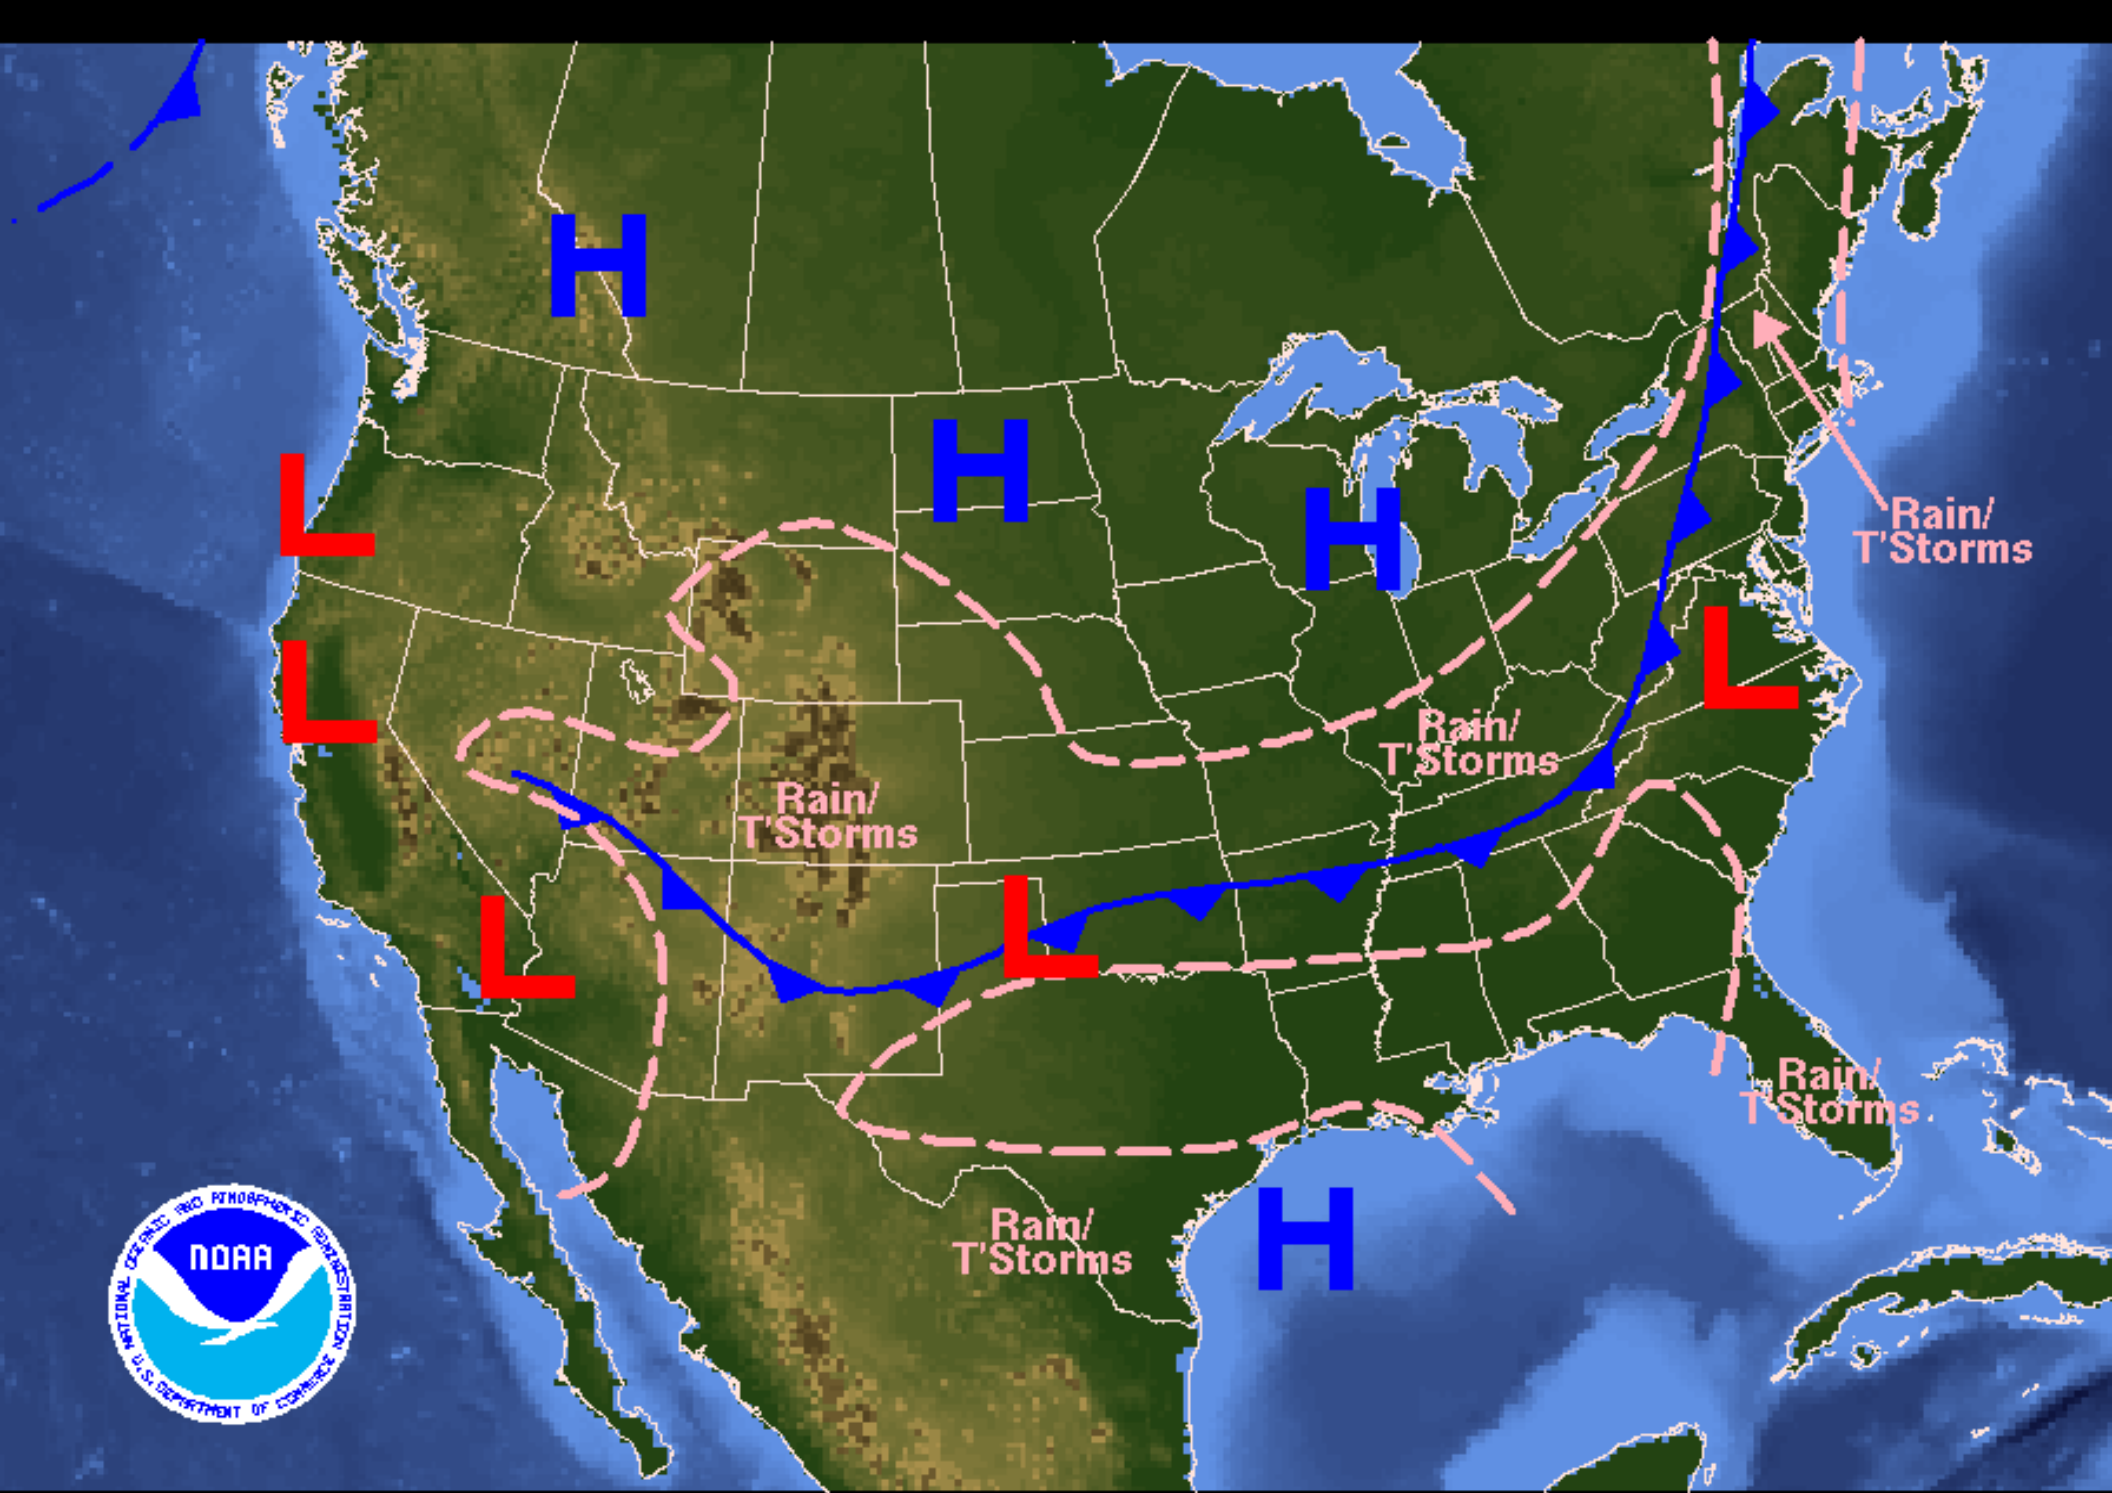 H
H
L
H
Rain/
T'Storms
L
L
Rain/
T'Storms
Rain/
T'Storms
L
L
Rain/
T'Storms
H
Rain/
T'Storms
NOAA
NATIONAL OCEANIC AND ATMOSPHERIC ADMINISTRATION
U.S. DEPARTMENT OF COMMERCE